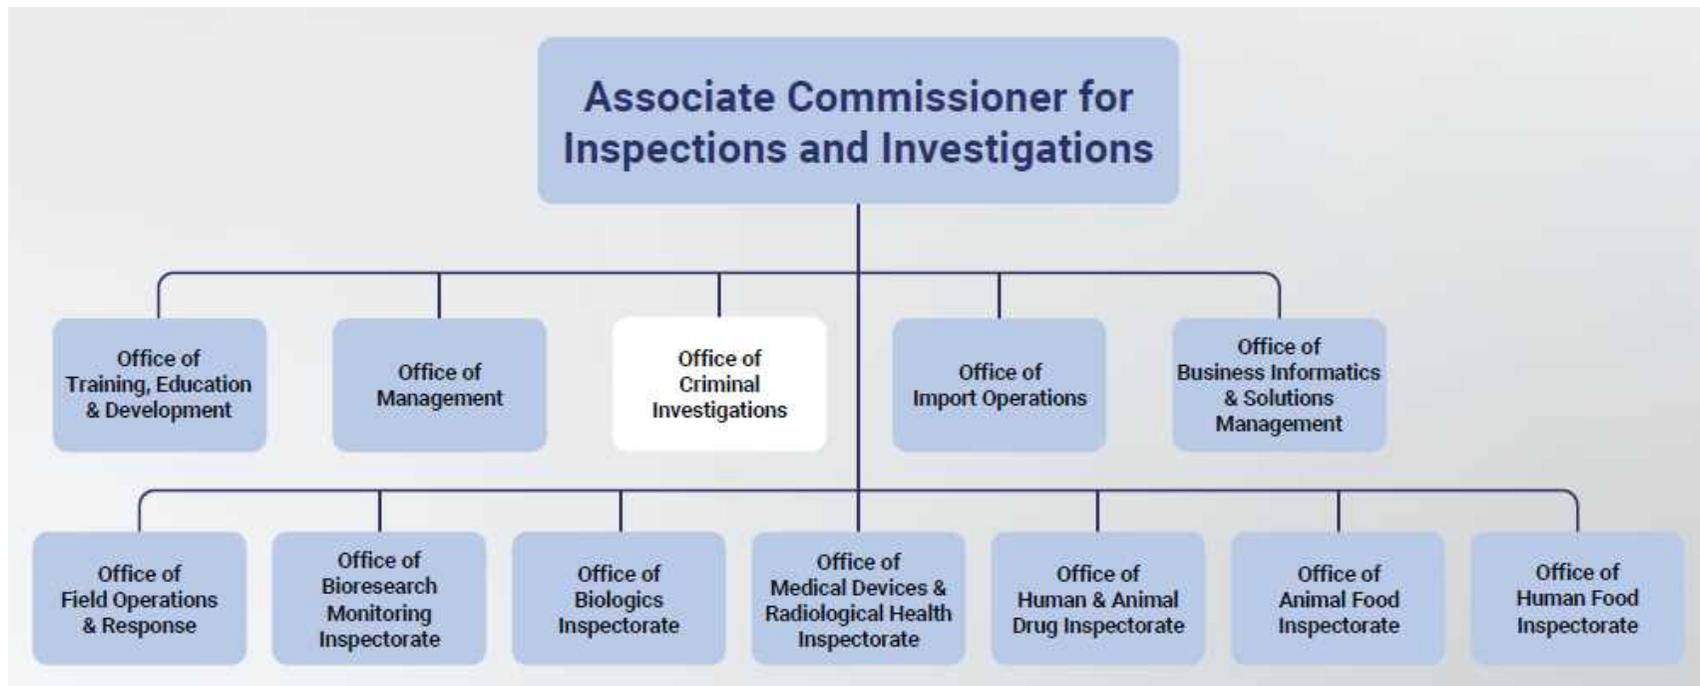 Associate Commissioner for
Inspections and Investigations
Office of
Training, Education
& Development
Office of
Management
Office of
Criminal
Investigations
Office of
Import Operations
Office of
Business Informatics
& Solutions
Management
Office of
Field Operations
& Response
Office of
Bioresearch
Monitoring
Inspectorate
Office of
Biologics
Inspectorate
Office of
Medical Devices &
Radiological Health
Inspectorate
Office of
Human & Animal
Drug Inspectorate
Office of
Animal Food
Inspectorate
Office of
Human Food
Inspectorate